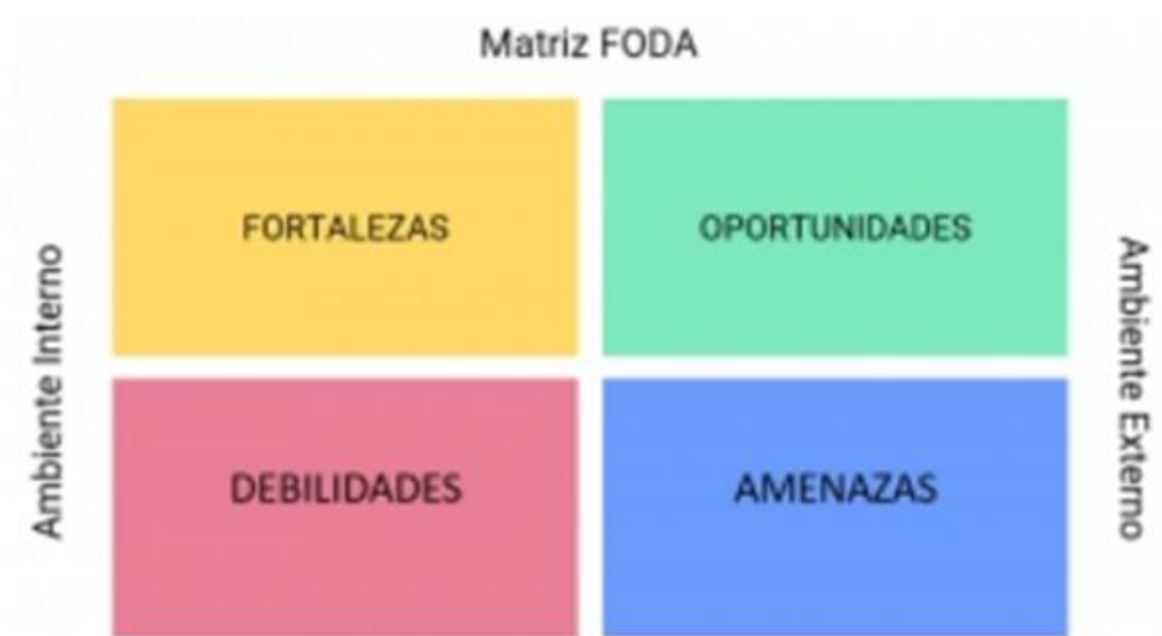 Matriz FODA
FORTALEZAS
OPORTUNIDADES
Ambiente Interno
Ambiente Externo
DEBILIDADES
AMENAZAS